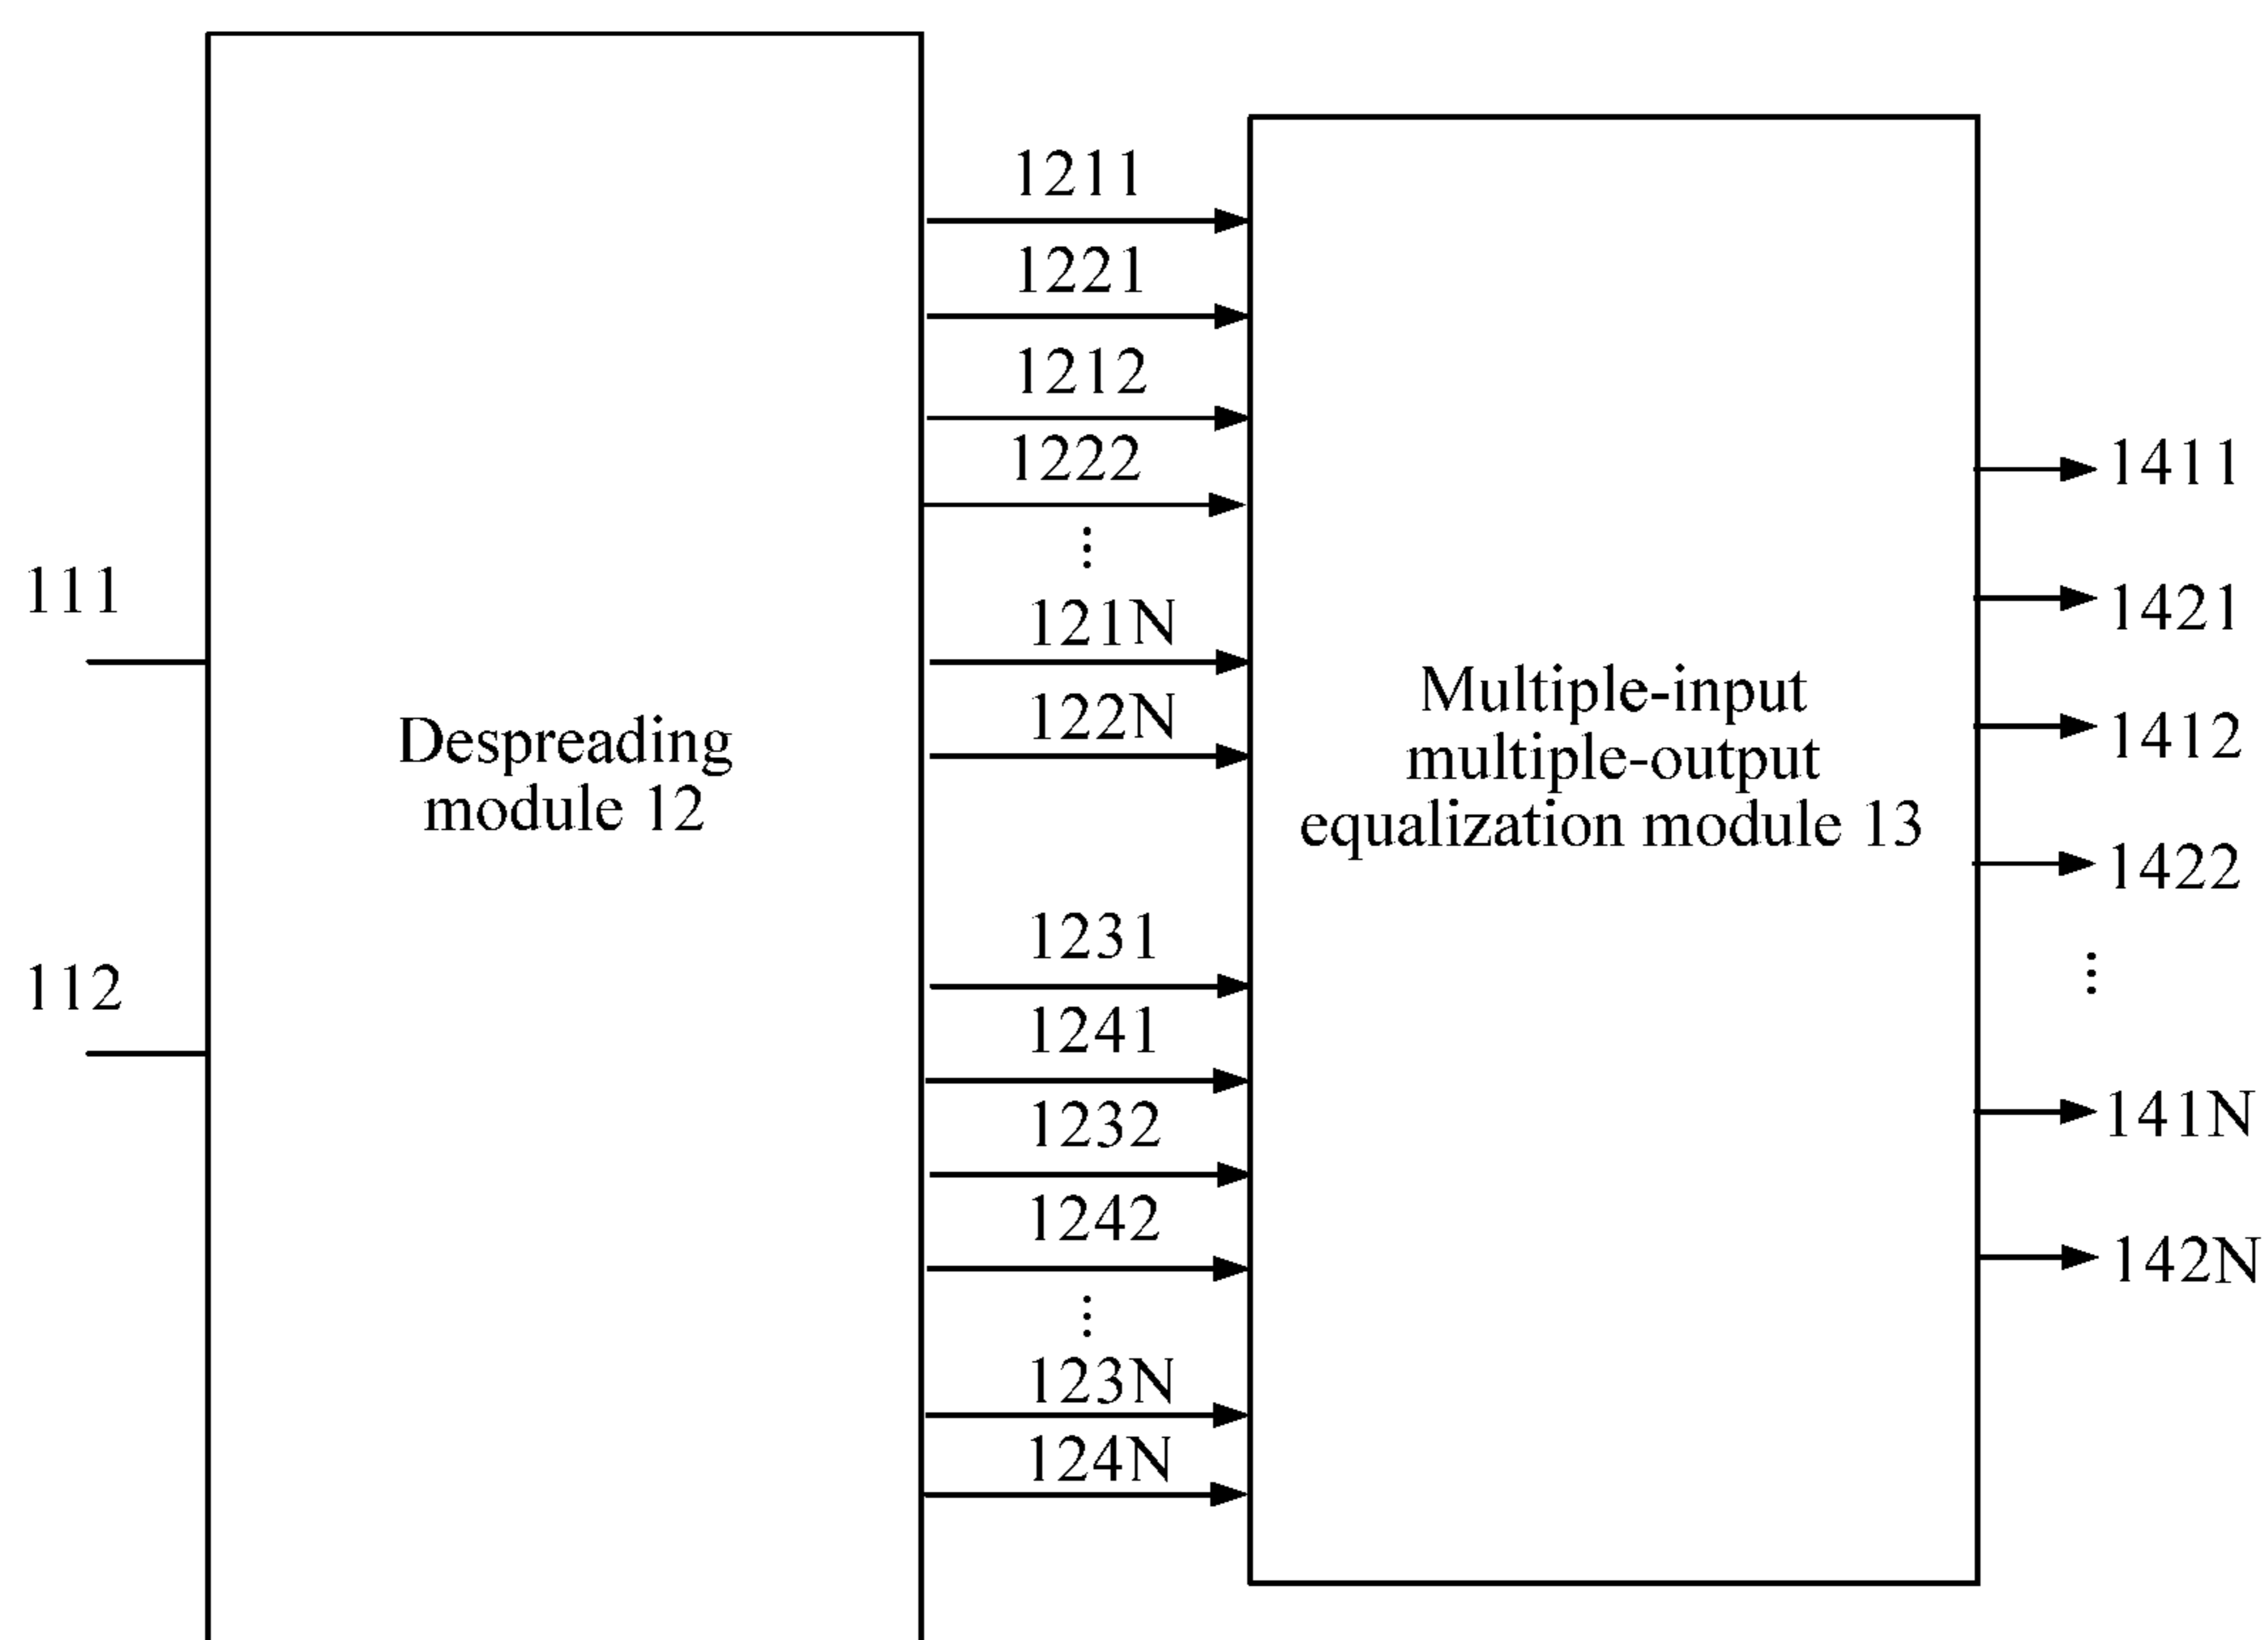 111
112
Despreading
module 12
1211
1221
1212
1222
⋮
121N
122N
1231
1241
1232
1242
⋮
123N
124N
Multiple-input
multiple-output
equalization module 13
1411
1421
1412
1422
⋮
141N
142N